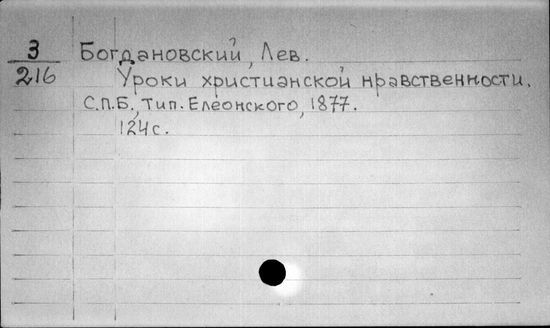 3 Богдановский, Лев.
216 Уроки христианской нравственности.
С.П.Б., тип. Елеонского, 1877.
124 с.